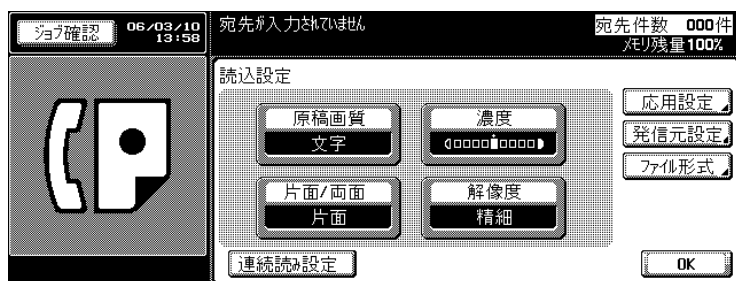 ジョブ確認
06/03/10
13:58
宛先が入力されていません
宛先件数 000件
メモリ残量100%
読込設定
原稿画質
文字
濃度
片面/両面
片面
解像度
精細
応用設定
発信元設定
ファイル形式
連続読み設定
OK